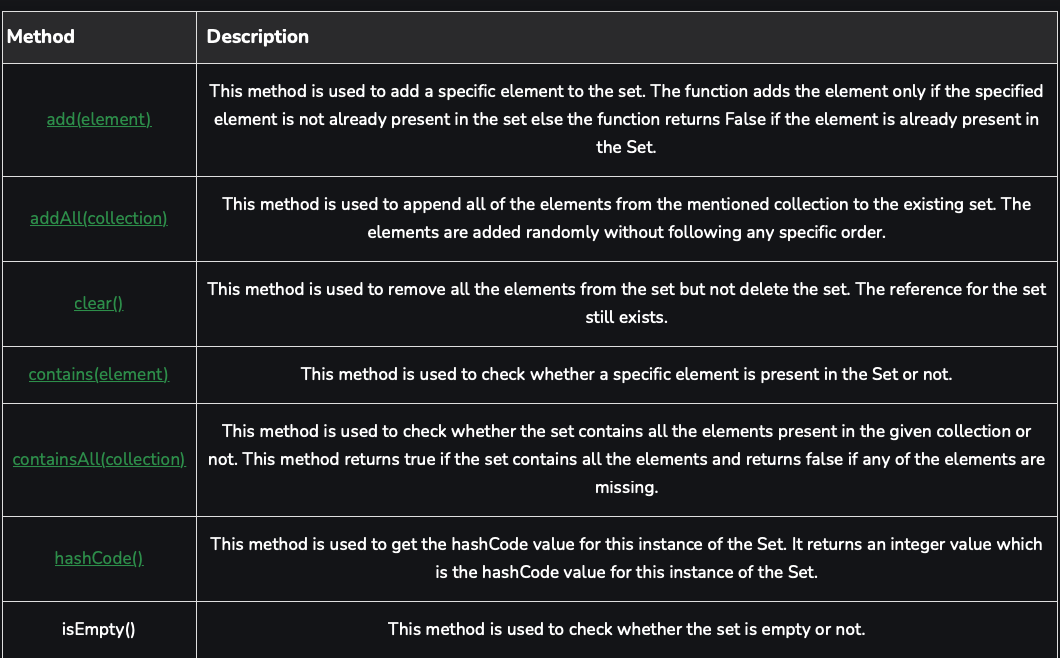 Method
Description
add(element)
This method is used to add a specific element to the set. The function adds the element only if the specified
element is not already present in the set else the function returns False if the element is already present in
the Set.
addAll(collection)
This method is used to append all of the elements from the mentioned collection to the existing set. The
elements are added randomly without following any specific order.
clear()
This method is used to remove all the elements from the set but not delete the set. The reference for the set
still exists.
contains(element)
This method is used to check whether a specific element is present in the Set or not.
containsAll(collection)
This method is used to check whether the set contains all the elements present in the given collection or
not. This method returns true if the set contains all the elements and returns false if any of the elements are
missing.
hashCode()
This method is used to get the hashCode value for this instance of the Set. It returns an integer value which
is the hashCode value for this instance of the Set.
isEmpty()
This method is used to check whether the set is empty or not.